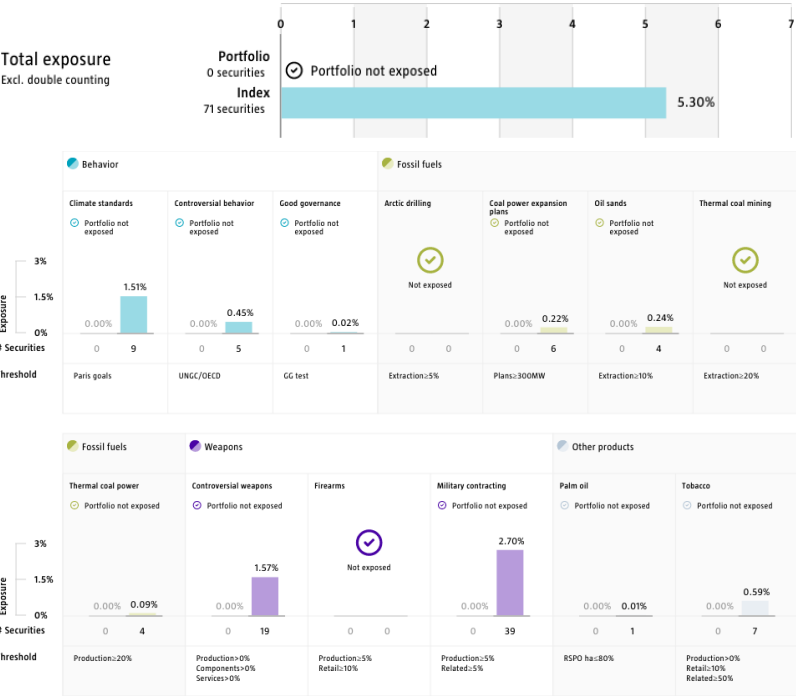 0 1 2 3 4 5 6 7
Total exposure
Excl. double counting
Portfolio
0 securities
Portfolio not exposed
Index
71 securities
5.30%
Behavior
Fossil fuels
Climate standards
Portfolio not
exposed
Controversial behavior
Portfolio not
exposed
Good governance
Portfolio not
exposed
Arctic drilling
Not exposed
Coal power expansion
plans
Portfolio not
exposed
Oil sands
Portfolio not
exposed
Thermal coal mining
Not exposed
Exposure
3%
1.5%
0%
0.00% 1.51%
0.00% 0.45%
0.00% 0.02%
0.00% 0.22%
0.00% 0.24%
# Securities 0 9 0 5 0 1 0 0 0 6 0 4 0 0
hreshold
Paris goals
UNGC/OECD
GG test
Extraction≥5%
Plans≥300MW
Extraction≥10%
Extraction≥20%
Fossil fuels
Weapons
Other products
Thermal coal power
Portfolio not exposed
Controversial weapons
Portfolio not exposed
Firearms
Not exposed
Military contracting
Portfolio not exposed
Palm oil
Portfolio not exposed
Tobacco
Portfolio not exposed
Exposure
3%
1.5%
0%
0.00% 0.09%
0.00% 1.57%
0.00% 2.70%
0.00% 0.01%
0.00% 0.59%
# Securities 0 4 0 19 0 0 0 39 0 1 0 7
hreshold
Production≥20%
Production>0%
Components>0%
Services>0%
Production≥5%
Retail≥10%
Production≥5%
Related≥5%
RSPO ha≤80%
Production>0%
Retail≥10%
Related≥50%